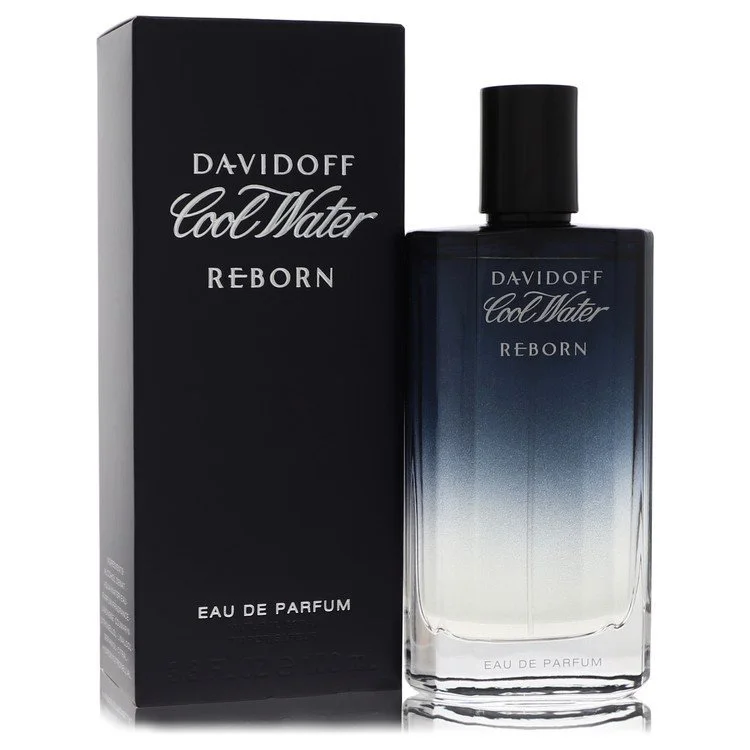 DAVIDOFF
Cool Water
REBORN
EAU DE PARFUM
DAVIDOFF
Cool Water
REBORN
EAU DE PARFUM